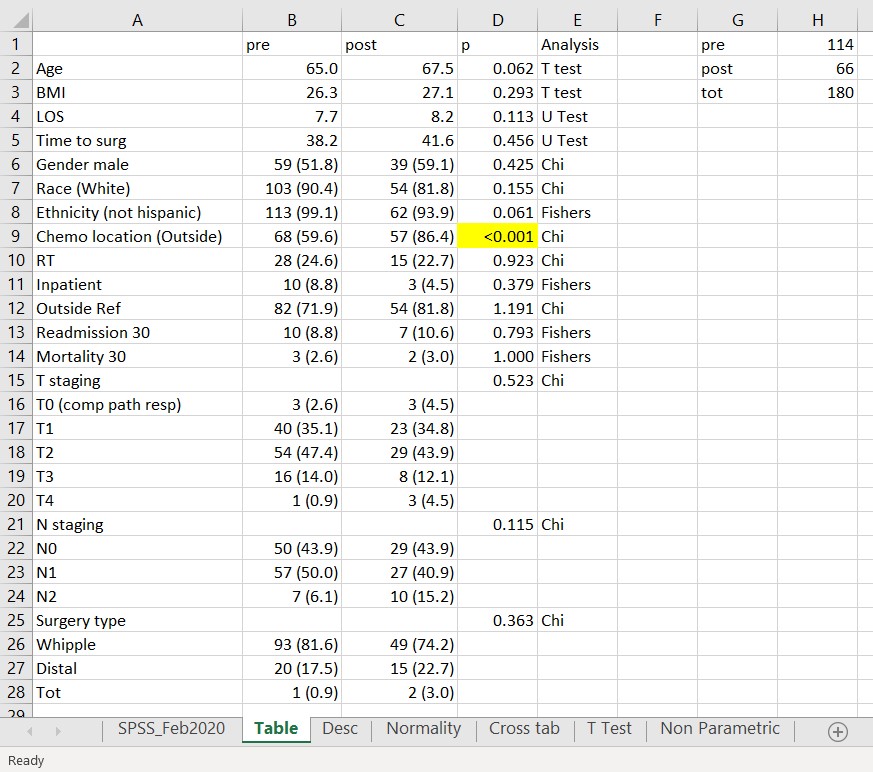 A B C D E F G H
1 pre post p Analysis pre 114
2 Age 65.0 67.5 0.062 T test post 66
3 BMI 26.3 27.1 0.293 T test tot 180
4 LOS 7.7 8.2 0.113 U Test
5 Time to surg 38.2 41.6 0.456 U Test
6 Gender male 59 (51.8) 39 (59.1) 0.425 Chi
7 Race (White) 103 (90.4) 54 (81.8) 0.155 Chi
8 Ethnicity (not hispanic) 113 (99.1) 62 (93.9) 0.061 Fishers
9 Chemo location (Outside) 68 (59.6) 57 (86.4) <0.001 Chi
10 RT 28 (24.6) 15 (22.7) 0.923 Chi
11 Inpatient 10 (8.8) 3 (4.5) 0.379 Fishers
12 Outside Ref 82 (71.9) 54 (81.8) 1.191 Chi
13 Readmission 30 10 (8.8) 7 (10.6) 0.793 Fishers
14 Mortality 30 3 (2.6) 2 (3.0) 1.000 Fishers
15 T staging 0.523 Chi
16 T0 (comp path resp) 3 (2.6) 3 (4.5)
17 T1 40 (35.1) 23 (34.8)
18 T2 54 (47.4) 29 (43.9)
19 T3 16 (14.0) 8 (12.1)
20 T4 1 (0.9) 3 (4.5)
21 N staging 0.115 Chi
22 N0 50 (43.9) 29 (43.9)
23 N1 57 (50.0) 27 (40.9)
24 N2 7 (6.1) 10 (15.2)
25 Surgery type 0.363 Chi
26 Whipple 93 (81.6) 49 (74.2)
27 Distal 20 (17.5) 15 (22.7)
28 Tot 1 (0.9) 2 (3.0)
29
SPSS_Feb2020 Table Desc Normality Cross tab T Test Non Parametric
Ready